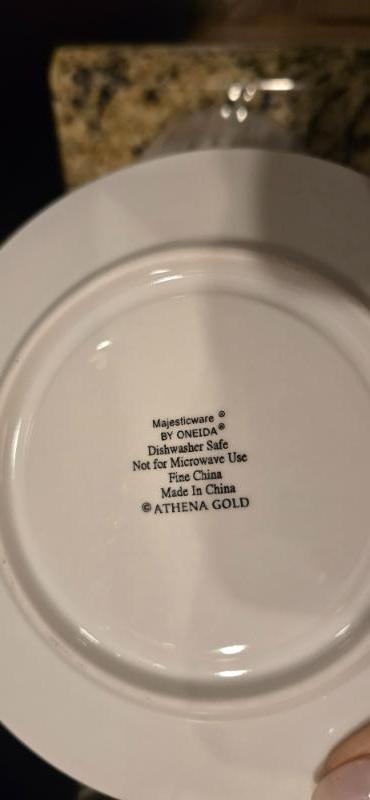 Majesticware ®
BY ONEIDA®
Dishwasher Safe
Not for Microwave Use
Fine China
Made In China
© ATHENA GOLD